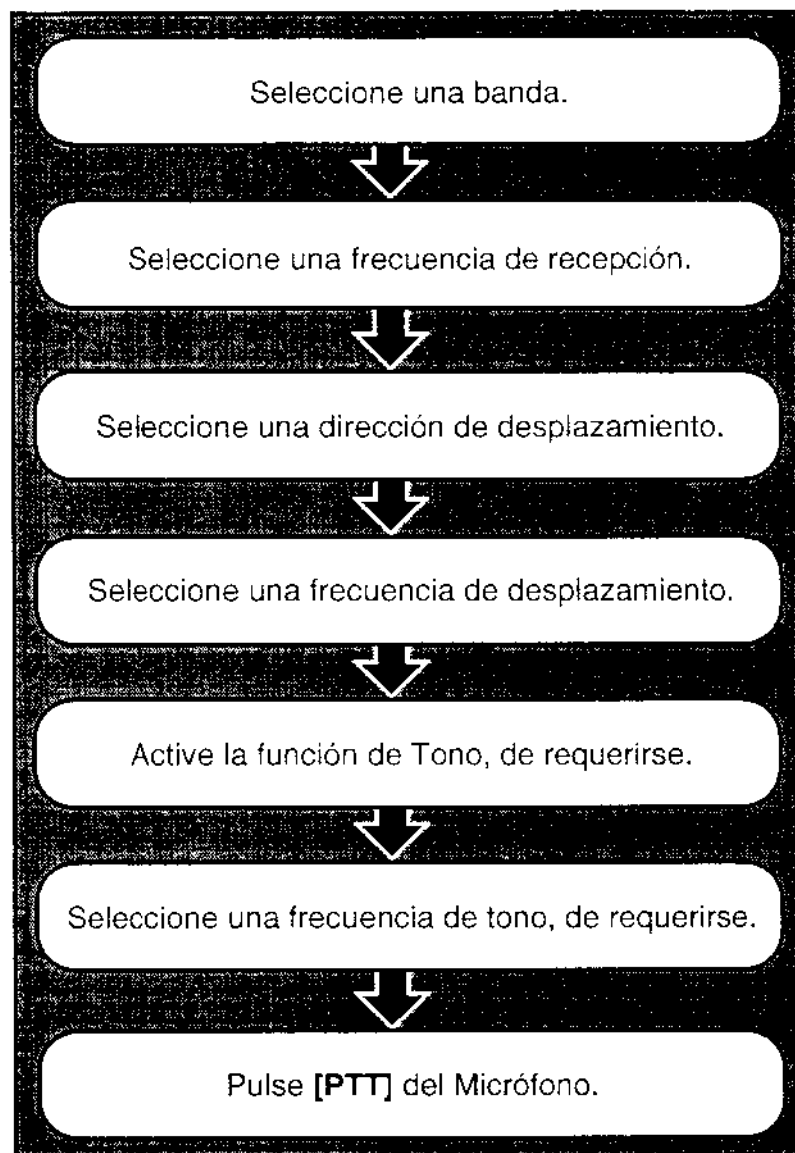 Seleccione una banda.
Seleccione una frecuencia de recepción.
Seleccione una dirección de desplazamiento.
Seleccione una frecuencia de desplazamiento.
Active la función de Tono, de requerirse.
Seleccione una frecuencia de tono, de requerirse.
Pulse [PTT] del Micrófono.